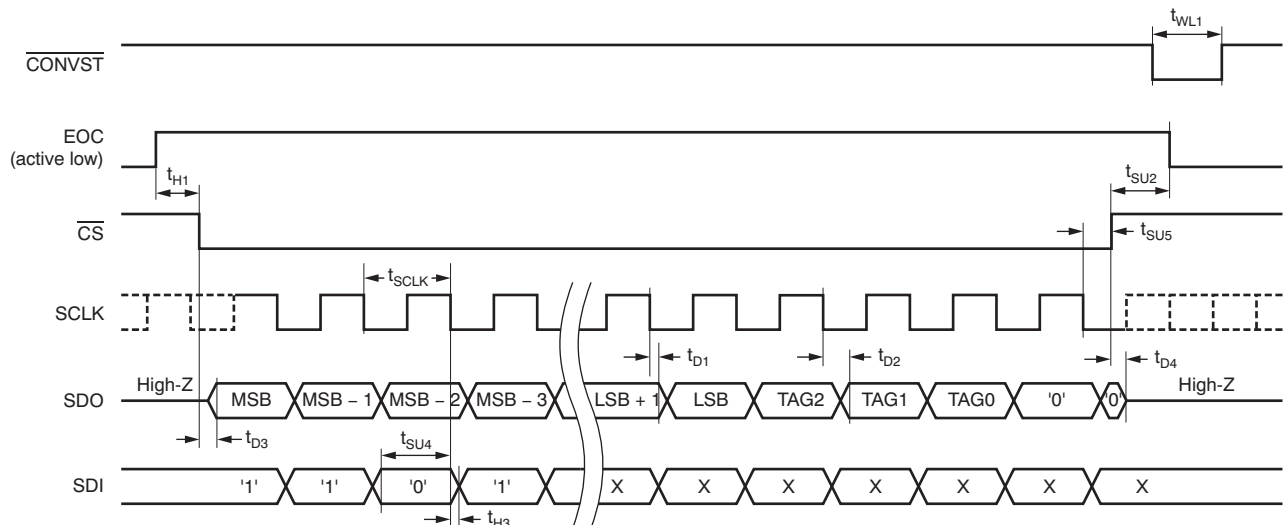 tWL1
CONVST
EOC
(active low)
tH1
tSU2
CS
tSU5
tSCLK
SCLK
tD1
tD2
tD4
SDO
High-Z
MSB
MSB – 1
MSB – 2
MSB – 3
LSB + 1
LSB
TAG2
TAG1
TAG0
'0'
'0'
High-Z
tD3
tSU4
SDI
'1'
'1'
'0'
'1'
X
X
X
X
X
X
X
tH3